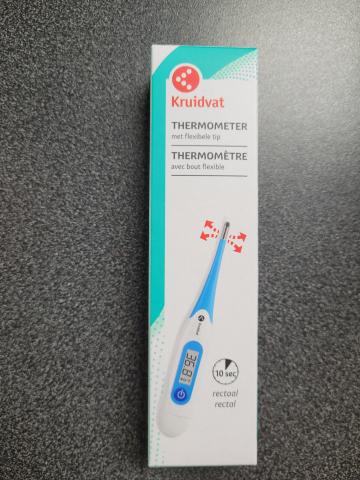 Kruidvat
THERMOMETER
met flexibele tip
THERMOMÈTRE
avec bout flexible
10 sec
rectaal
rectal